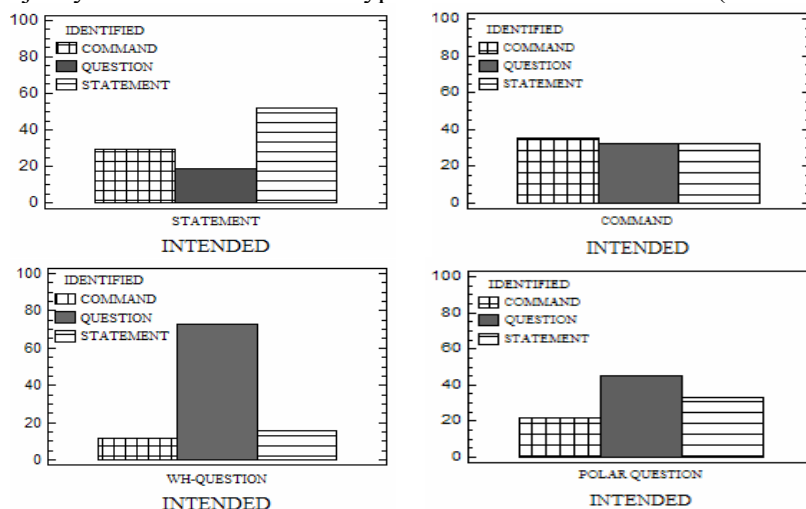 100
80
60
40
20
0
IDENTIFIED
COMMAND
QUESTION
STATEMENT
STATEMENT
INTENDED
100
80
60
40
20
0
IDENTIFIED
COMMAND
QUESTION
STATEMENT
COMMAND
INTENDED
100
80
60
40
20
0
IDENTIFIED
COMMAND
QUESTION
STATEMENT
WH-QUESTION
INTENDED
100
80
60
40
20
0
IDENTIFIED
COMMAND
QUESTION
STATEMENT
POLAR QUESTION
INTENDED